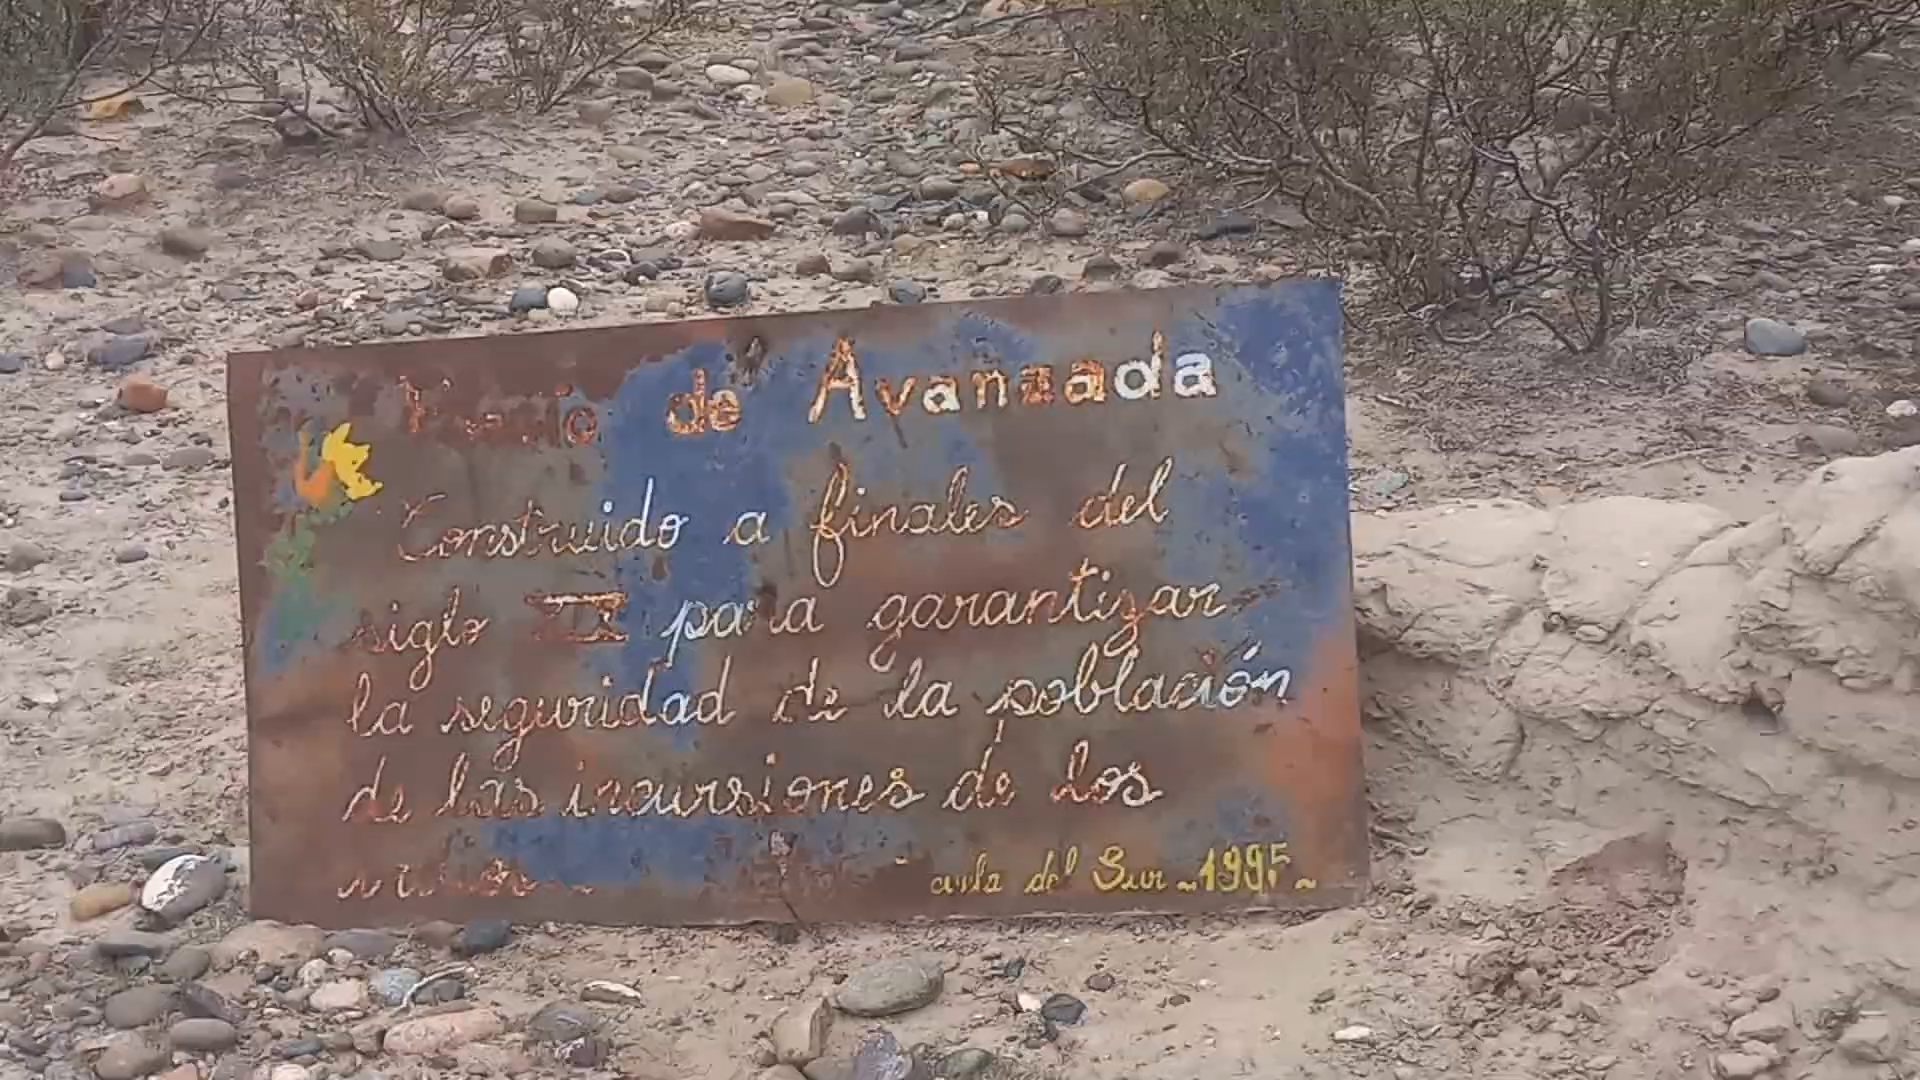 de Avanzada
Construido a finales del
siglo para garantizar
la seguridad de la población
de las incursiones de los
del Sur ~1995~